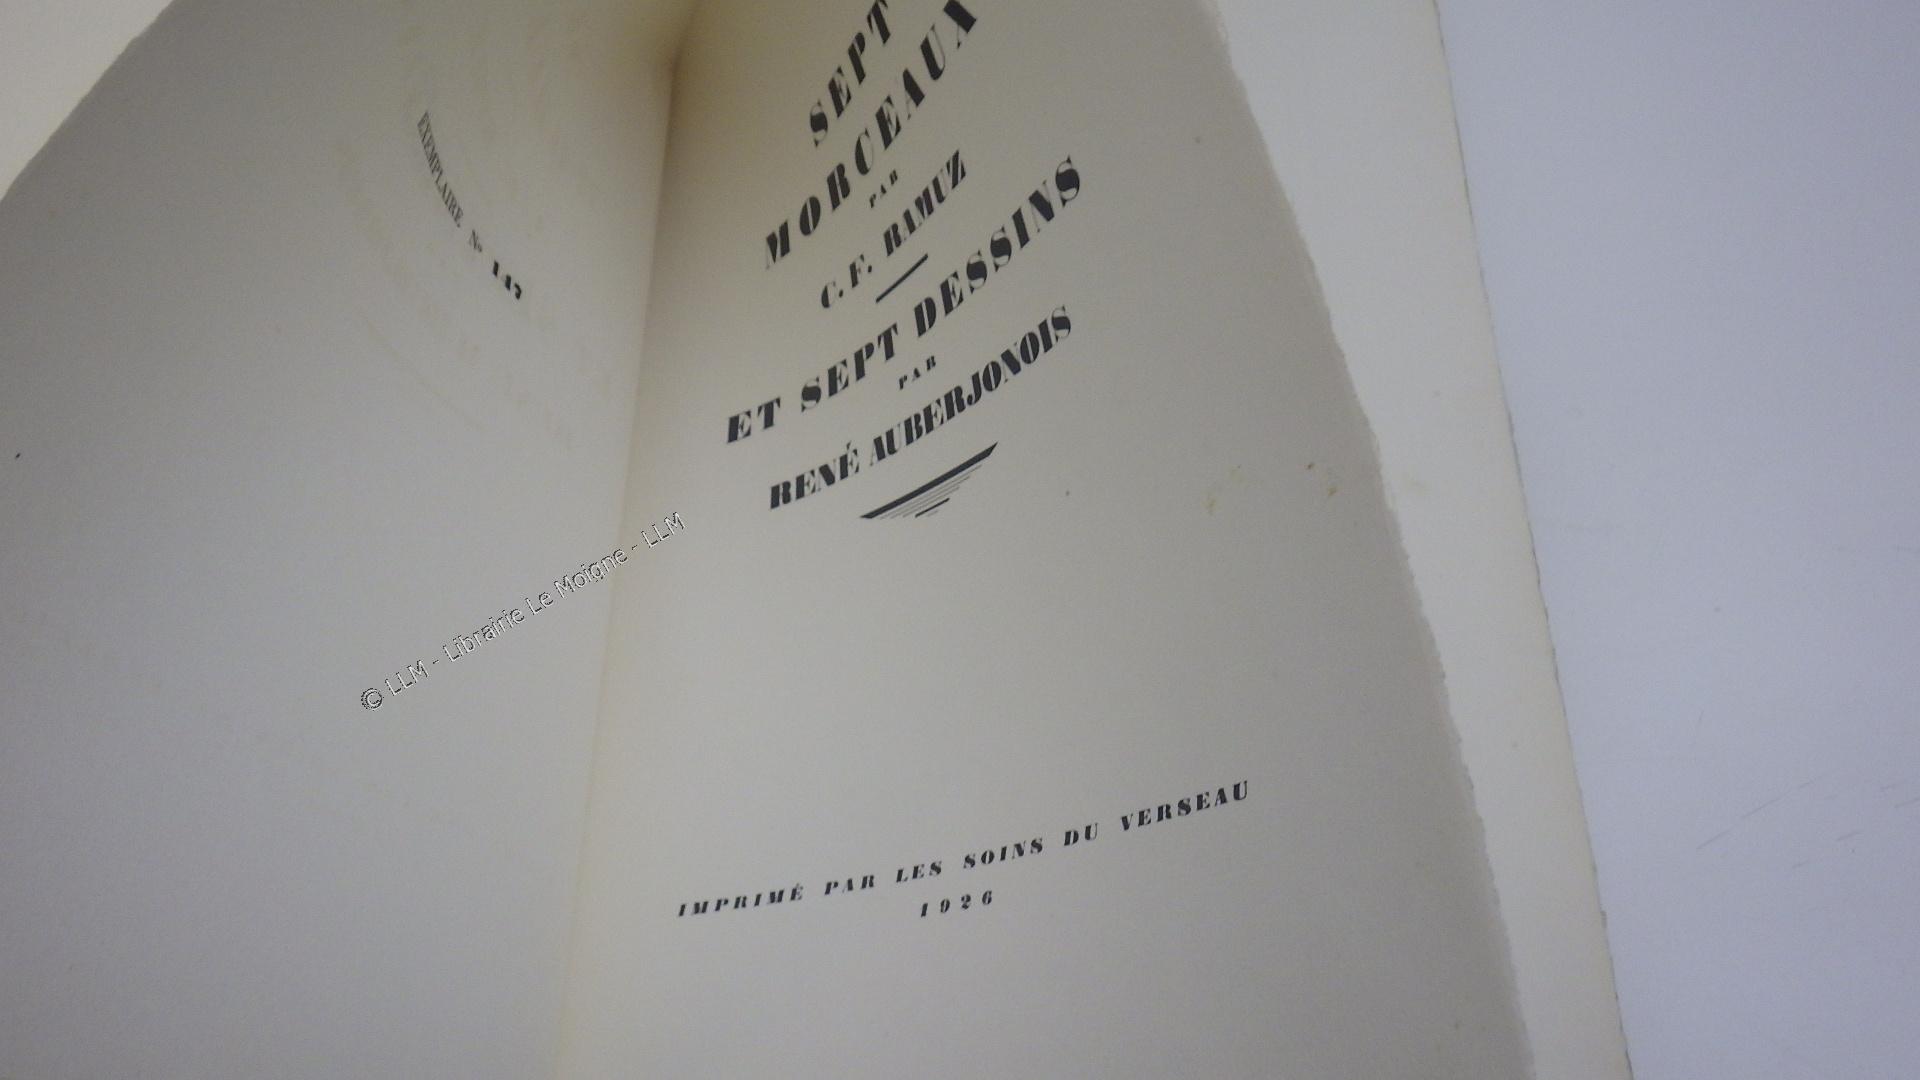 EXEMPLAIRE Nº 147
SEPT
MORCEAUX
PAR
C. F. RAMUZ
ET SEPT DESSINS
PAR
RENÉ AUBERJONOIS
IMPRIMÉ PAR LES SOINS DU VERSEAU
1926
© LLM - Librairie Le Moigne - LLM